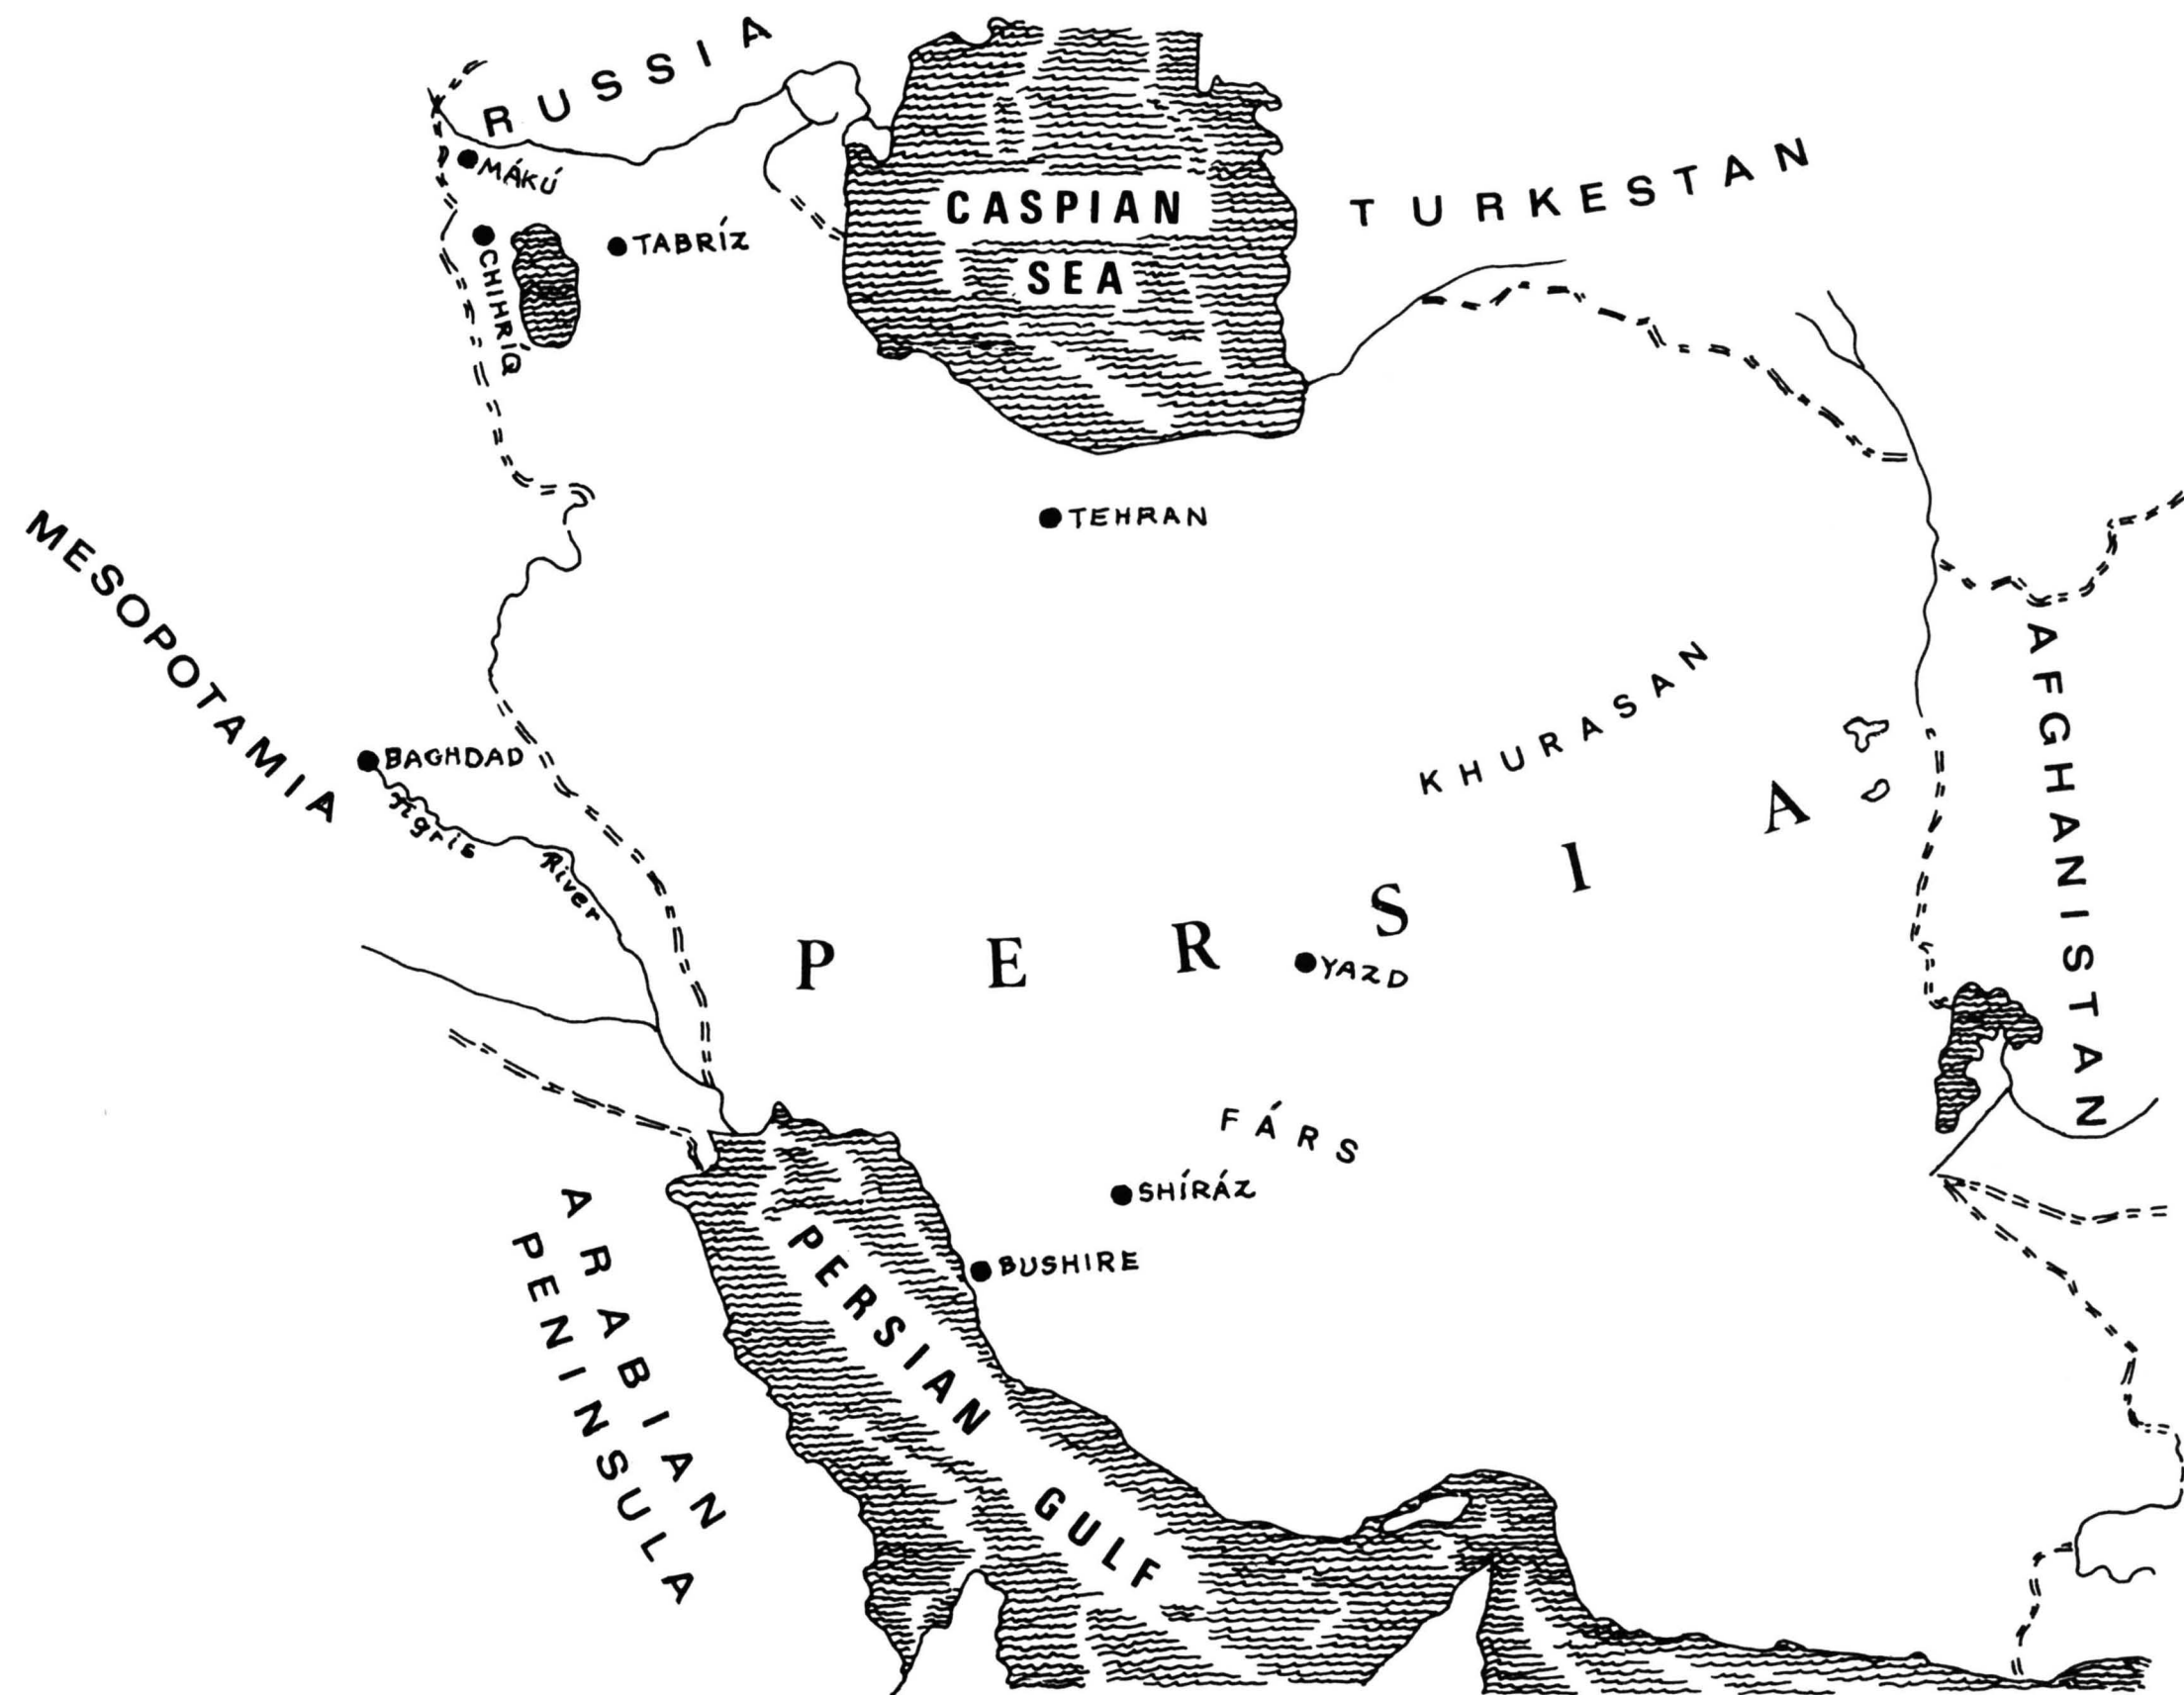 RUSSIA
MÁKÚ
CHIHRÍQ
TABRÍZ
CASPIAN
SEA
TURKESTAN
TEHRAN
MESOPOTAMIA
BAGHDAD
Tigris River
KHURASAN
AFGHANISTAN
PERSIA
YAZD
FÁRS
SHÍRÁZ
BUSHIRE
ARABIAN
PENINSULA
PERSIAN GULF